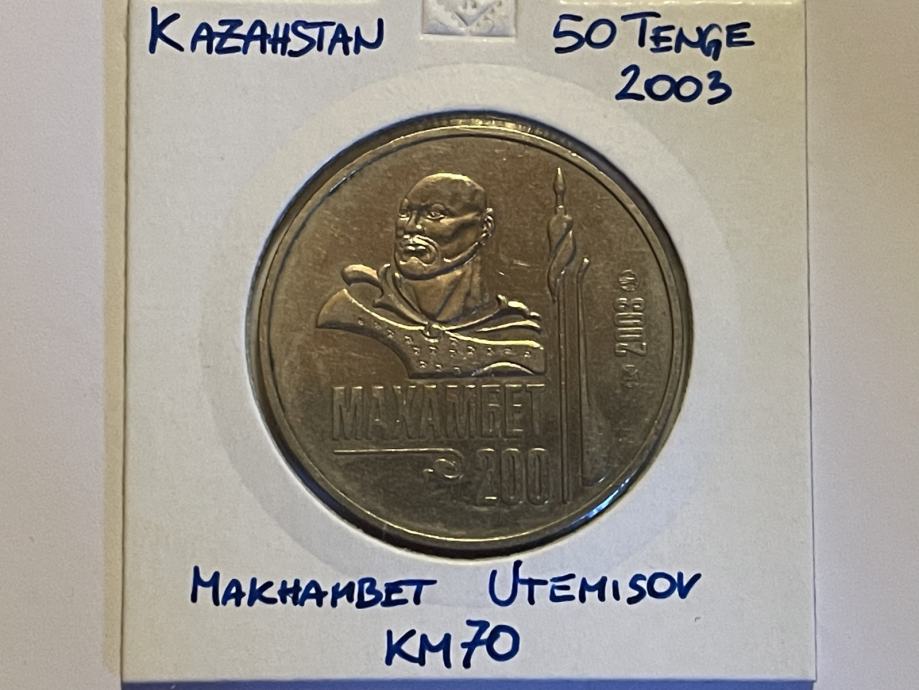 KAZAHSTAN
50 TENGE
2003
МАХАМБЕТ
200
2003
MAKHAMBET UTEMISOV
KM70